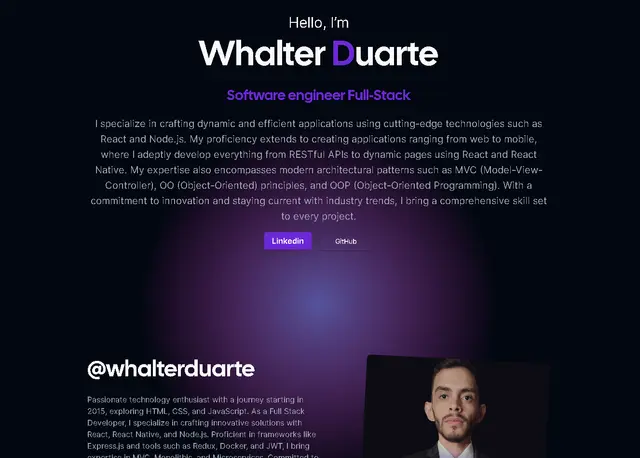 Hello, I'm
Whalter Duarte
Software engineer Full-Stack
I specialize in crafting dynamic and efficient applications using cutting-edge technologies such as
React and Node.js. My proficiency extends to creating applications ranging from web to mobile,
where I adeptly develop everything from RESTful APIs to dynamic pages using React and React
Native. My expertise also encompasses modern architectural patterns such as MVC (Model-View-
Controller), OO (Object-Oriented) principles, and OOP (Object-Oriented Programming). With a
commitment to innovation and staying current with industry trends, I bring a comprehensive skill set
to every project.
Linkedin GitHub
@whalterduarte
Passionate technology enthusiast with a journey starting in
2015, exploring HTML, CSS, and JavaScript. As a Full Stack
Developer, I specialize in crafting innovative solutions with
React, React Native, and Node.js. Proficient in frameworks like
Express.js and tools such as Redux, Docker, and JWT, I bring
expertise in MVC, Monoliths, and Microservices. Committed to